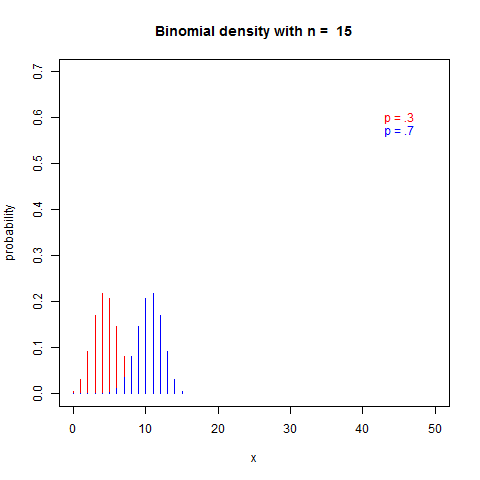 Binomial density with n =  15
0.7
0.6
0.5
0.4
0.3
0.2
0.1
0.0
probability
p = .3
p = .7
0 10 20 30 40 50
x